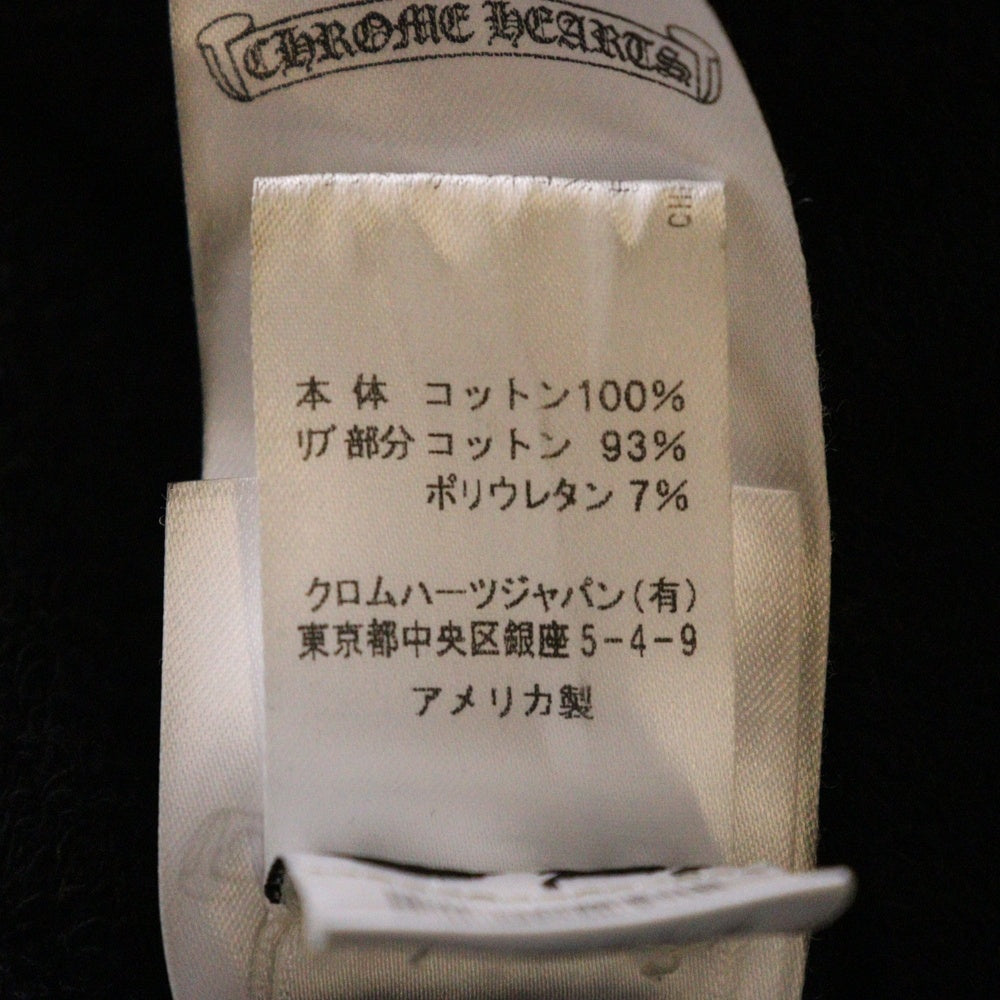 CHROME HEARTS
本体 コットン100%
リブ部分 コットン 93%
ポリウレタン 7%
クロムハーツジャパン(有)
東京都中央区銀座5-4-9
アメリカ製